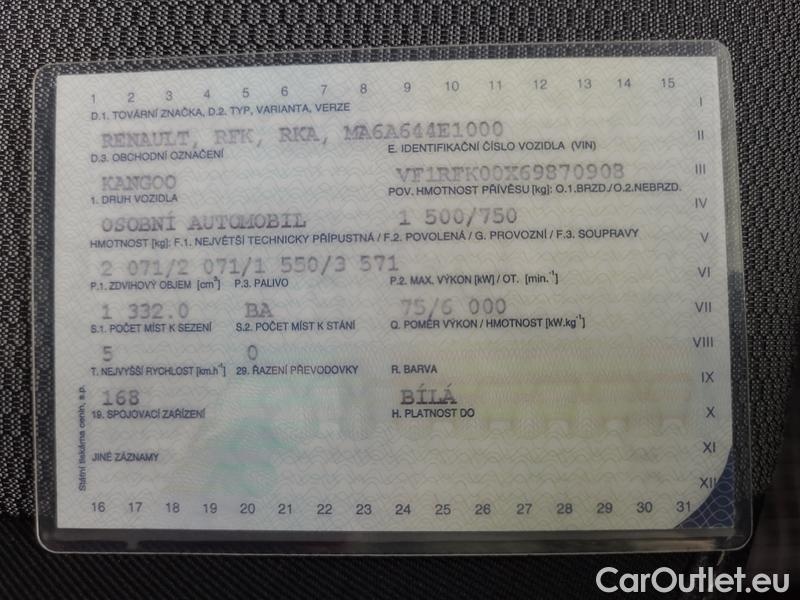 1 2 3 4 5 6 7 8 9 10 11 12 13 14 15
I
D.1. TOVÁRNÍ ZNAČKA, D.2. TYP, VARIANTA, VERZE
RENAULT, RFK, RKA, MA6A644E1000
II
D.3. OBCHODNÍ OZNAČENÍ E. IDENTIFIKAČNÍ ČÍSLO VOZIDLA (VIN)
KANGOO VF1RFK00X69870908
III
1. DRUH VOZIDLA POV. HMOTNOST PŘÍVĚSU [kg]: O.1.BRZD./O.2.NEBRZD.
OSOBNÍ AUTOMOBIL 1 500/750
IV
HMOTNOST [kg]: F.1. NEJVĚTŠÍ TECHNICKY PŘÍPUSTNÁ / F.2. POVOLENÁ / G. PROVOZNÍ / F.3. SOUPRAVY
V
2 071/2 071/1 550/3 571
VI
P.1. ZDVIHOVÝ OBJEM [cm³] P.3. PALIVO P.2. MAX. VÝKON [kW] / OT. [min.⁻¹]
1 332.0 BA 75/6 000
VII
S.1. POČET MÍST K SEZENÍ S.2. POČET MÍST K STÁNÍ Q. POMĚR VÝKON / HMOTNOST [kW.kg⁻¹]
5 0
VIII
T. NEJVYŠŠÍ RYCHLOST [km.h⁻¹] 29. ŘAZENÍ PŘEVODOVKY R. BARVA
IX
168 BÍLÁ
19. SPOJOVACÍ ZAŘÍZENÍ H. PLATNOST DO
X
XI
JINÉ ZÁZNAMY
XII
Státní tiskárna cenin, s.p.
16 17 18 19 20 21 22 23 24 25 26 27 28 29 30 31
CarOutlet.eu